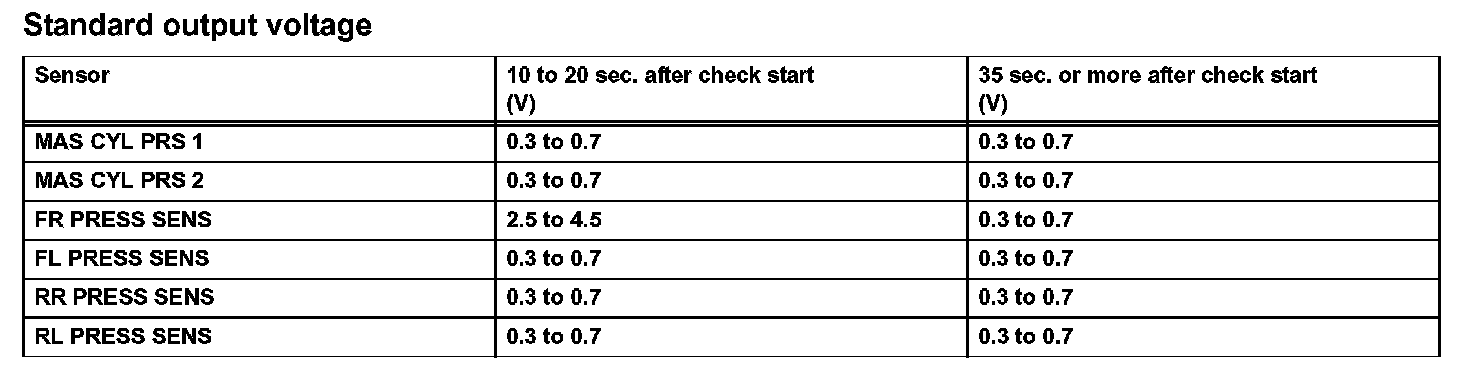 Standard output voltage
Sensor 10 to 20 sec. after check start (V) 35 sec. or more after check start (V)
MAS CYL PRS 1 0.3 to 0.7 0.3 to 0.7
MAS CYL PRS 2 0.3 to 0.7 0.3 to 0.7
FR PRESS SENS 2.5 to 4.5 0.3 to 0.7
FL PRESS SENS 0.3 to 0.7 0.3 to 0.7
RR PRESS SENS 0.3 to 0.7 0.3 to 0.7
RL PRESS SENS 0.3 to 0.7 0.3 to 0.7